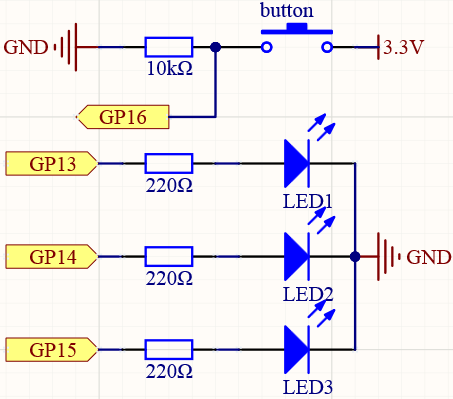 button
GND
10kΩ
3.3V
GP16
GP13
220Ω
LED1
GP14
220Ω
LED2
GND
GP15
220Ω
LED3